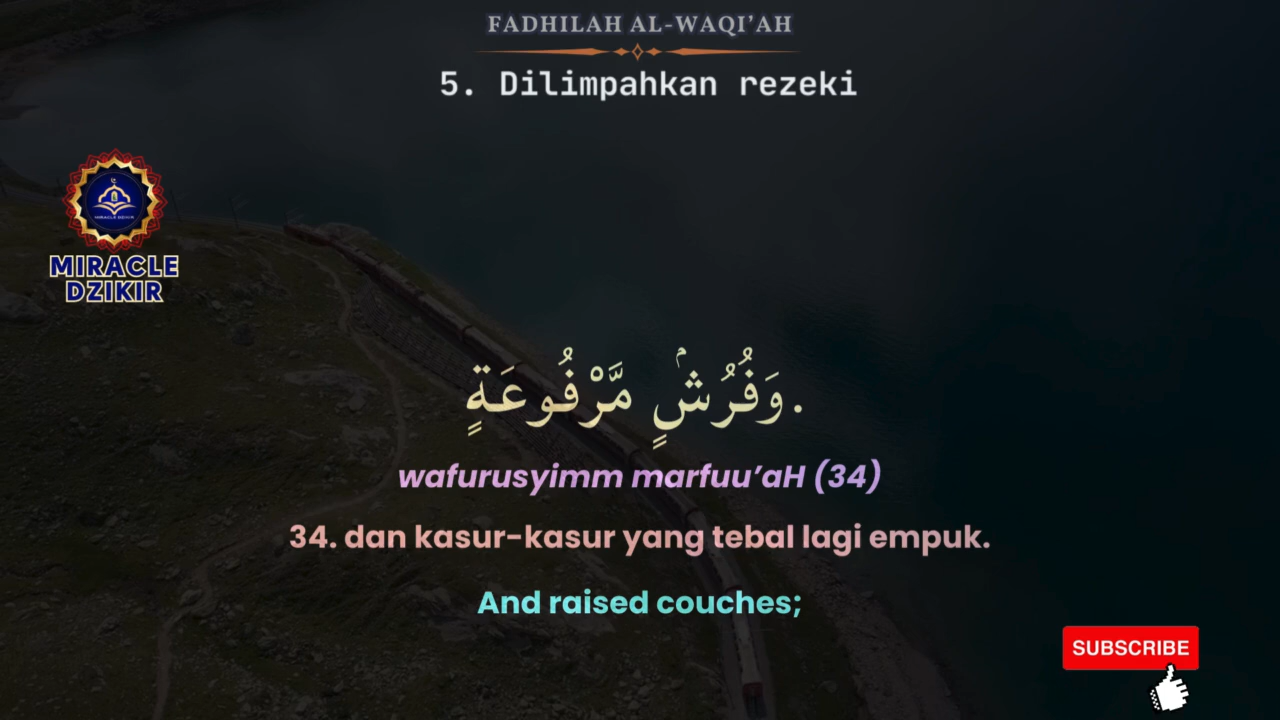 FADHILAH AL-WAQI'AH
5. Dilimpahkan rezeki
MIRACLE
DZIKIR
وَفُرُشٍۢ مَّرْفُوعَةٍ.
wafurusyimm marfuu’aH (34)
34. dan kasur-kasur yang tebal lagi empuk.
And raised couches;
SUBSCRIBE